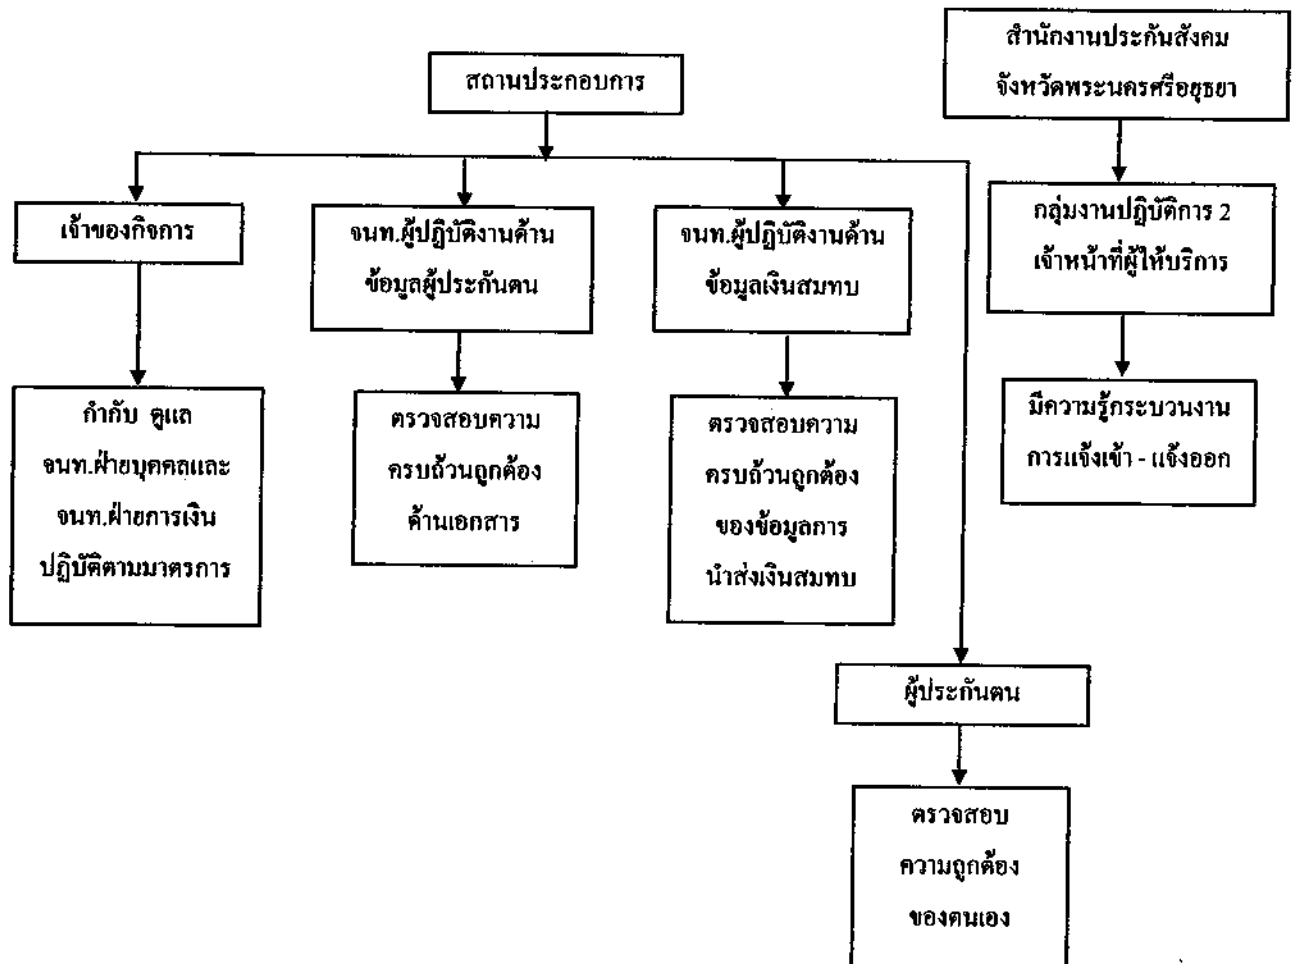 สถานประกอบการ
เจ้าของกิจการ
กำกับ ดูแล
จนท.ฝ่ายบุคคลและ
จนท.ฝ่ายการเงิน
ปฏิบัติตามมาตรการ
จนท.ผู้ปฏิบัติงานด้าน
ข้อมูลผู้ประกันตน
ตรวจสอบความ
ครบถ้วนถูกต้อง
ด้านเอกสาร
จนท.ผู้ปฏิบัติงานด้าน
ข้อมูลเงินสมทบ
ตรวจสอบความ
ครบถ้วนถูกต้อง
ของข้อมูลการ
นำส่งเงินสมทบ
ผู้ประกันตน
ตรวจสอบ
ความถูกต้อง
ของตนเอง
สำนักงานประกันสังคม
จังหวัดพระนครศรีอยุธยา
กลุ่มงานปฏิบัติการ 2
เจ้าหน้าที่ผู้ให้บริการ
มีความรู้กระบวนงาน
การแจ้งเข้า - แจ้งออก